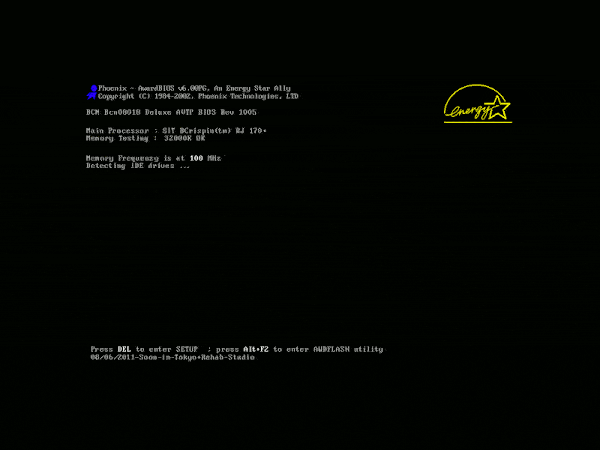 Phoenix - AwardBIOS v6.00PG, An Energy Star Ally
Copyright (C) 1984-2002, Phoenix Technologies, LTD
energy
BCM Bcm08018 Deluxe AVIP BIOS Rev 1005
Main Processor : SIT BCrispin(tm) RJ 170+
Memory Testing : 32000K OK
Memory Frequency is at 100 MHz
Detecting IDE drives ...
Press DEL to enter SETUP ; press Alt+F2 to enter AWDFLASH utility
08/06/2011-Soon-in-Tokyo+Rehab-Studio